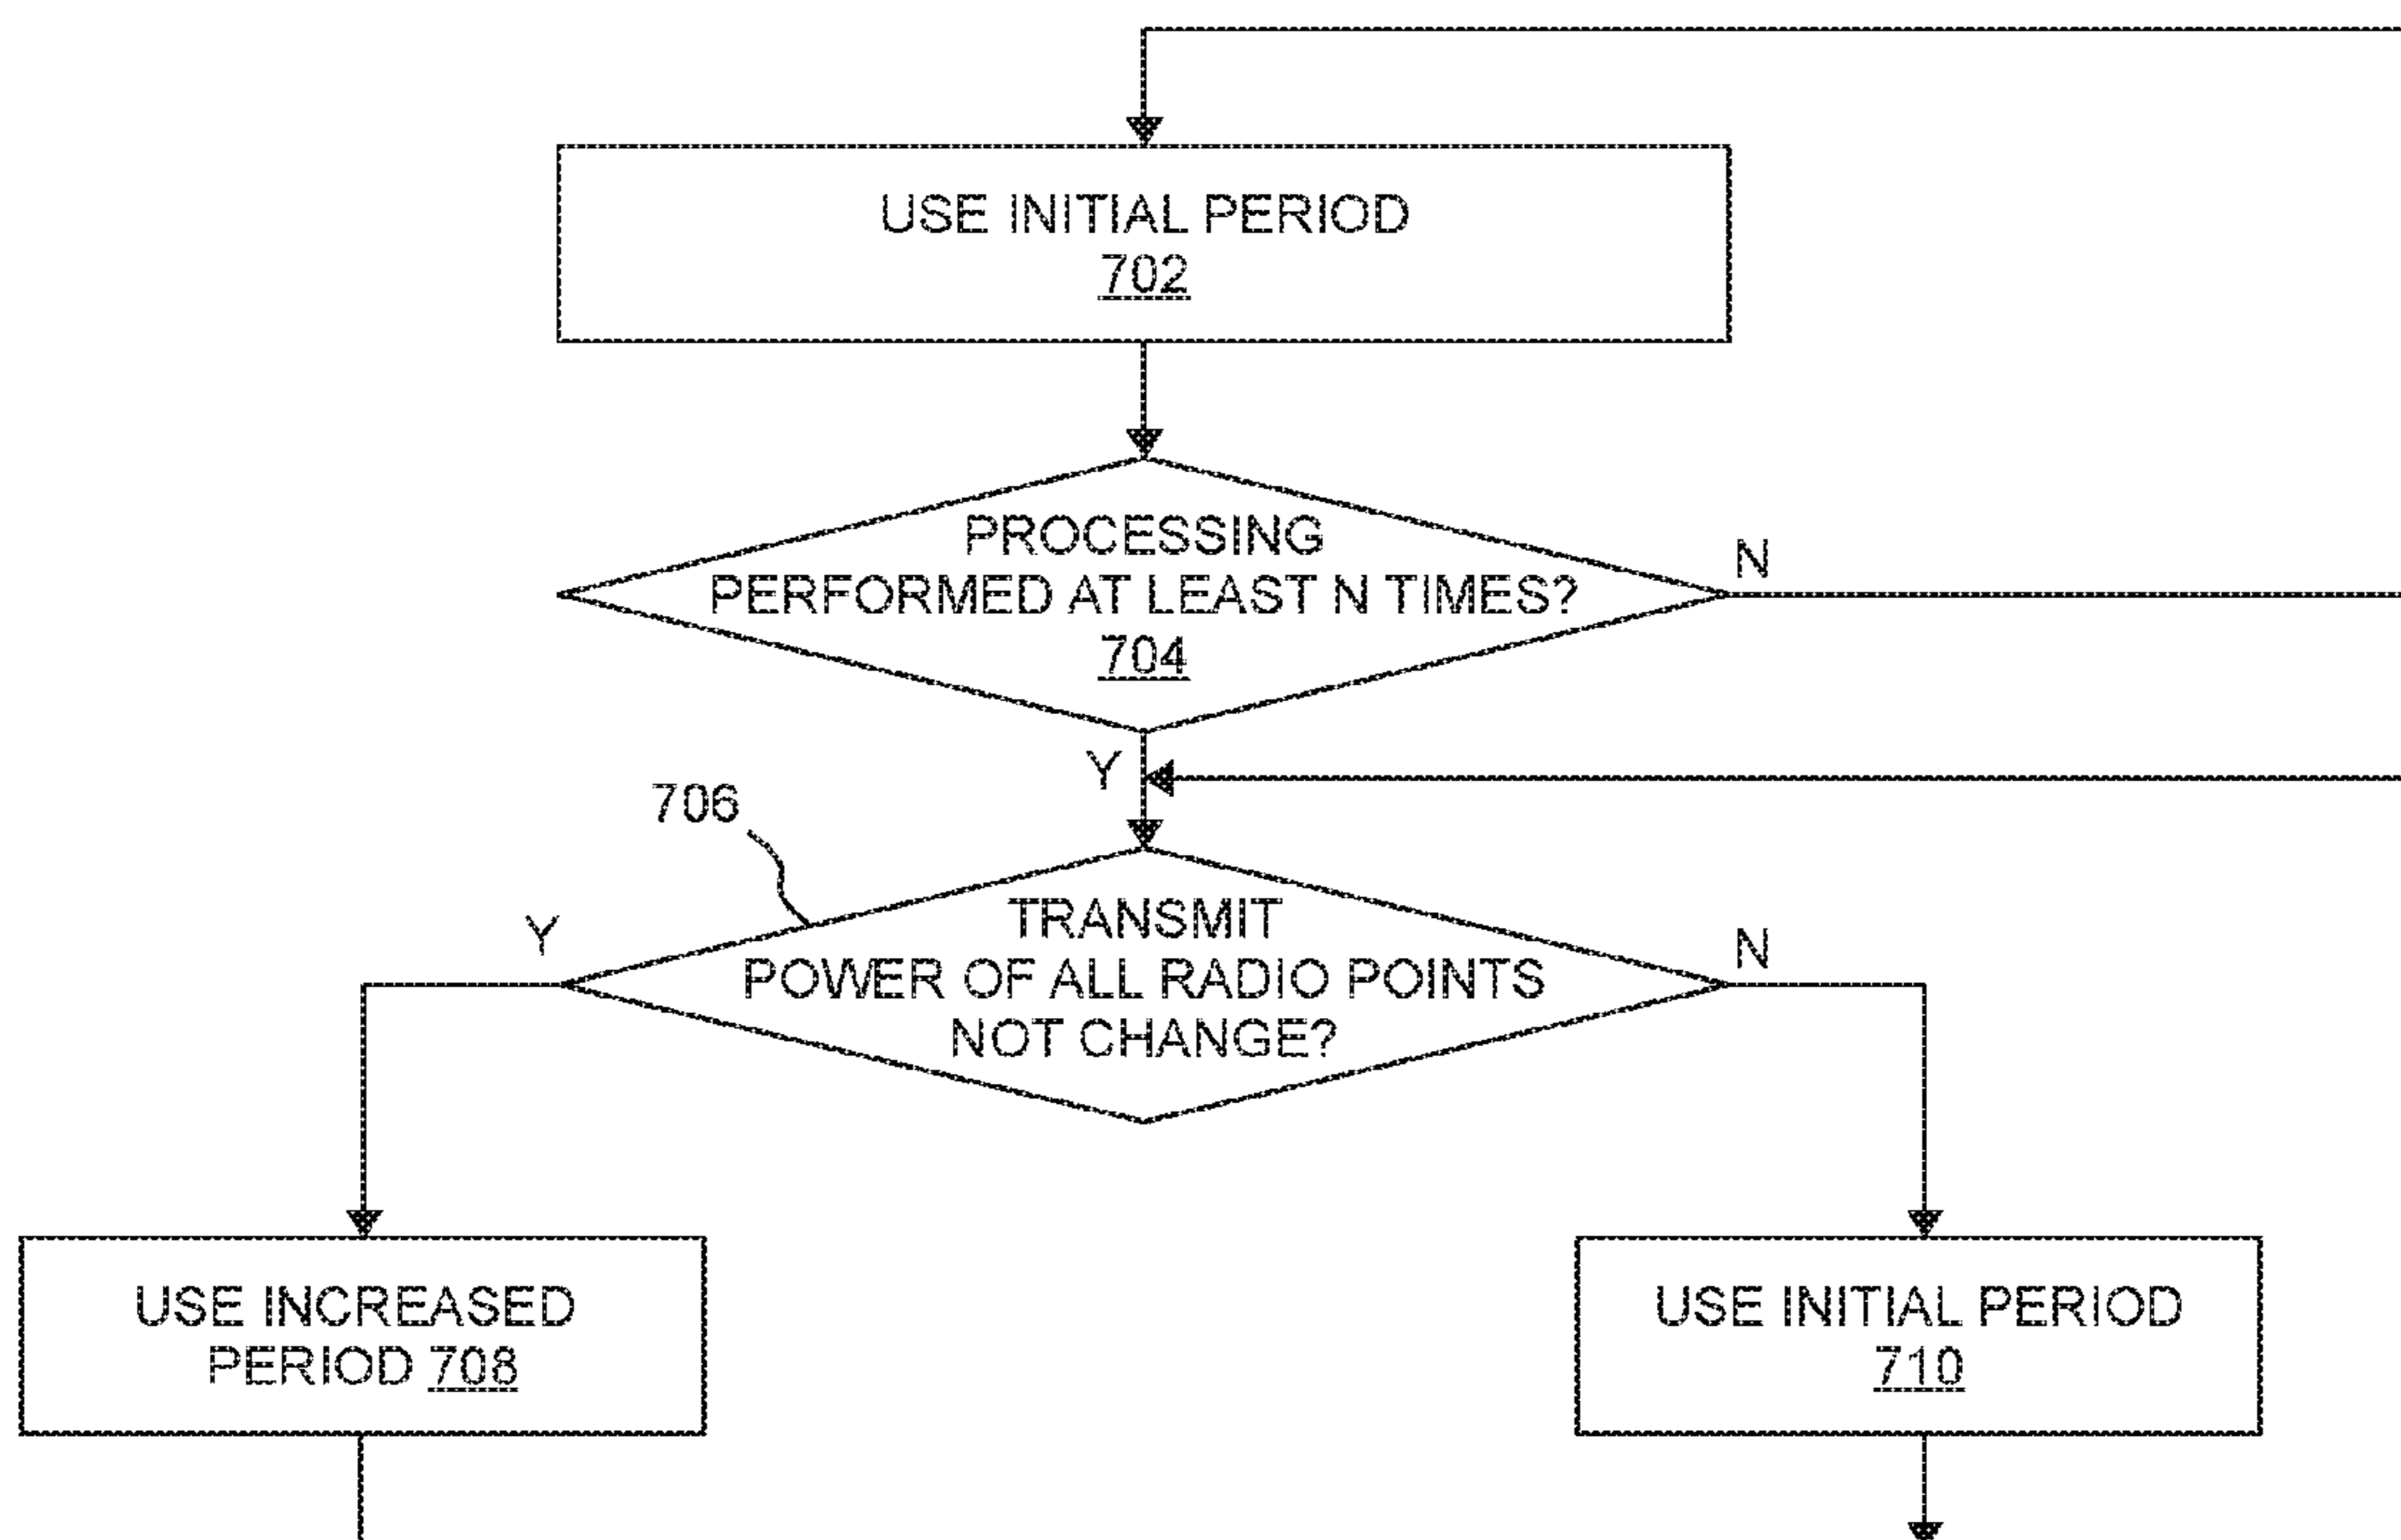 USE INITIAL PERIOD
702
PROCESSING
PERFORMED AT LEAST N TIMES?
704
N
Y
706
TRANSMIT
POWER OF ALL RADIO POINTS
NOT CHANGE?
Y
N
USE INCREASED
PERIOD 708
USE INITIAL PERIOD
710